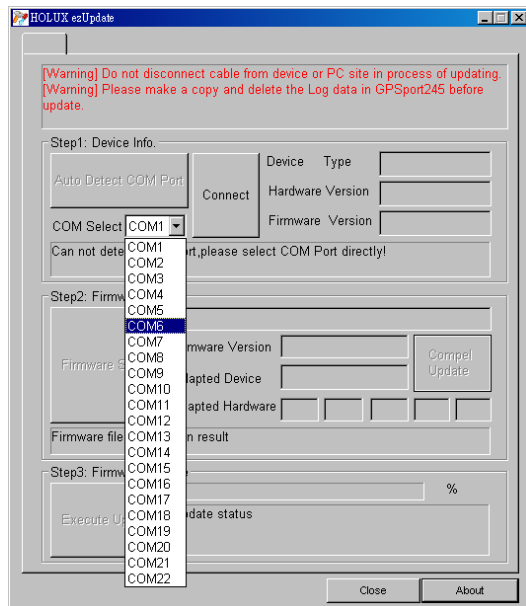 HOLUX ezUpdate
[Warning] Do not disconnect cable from device or PC site in process of updating.
[Warning] Please make a copy and delete the Log data in GPSport245 before
update.
Step1: Device Info.
Auto Detect COM Port
Connect
Device Type
Hardware Version
Firmware Version
COM Select COM1
Can not dete rt,please select COM Port directly!
COM1
COM2
COM3
COM4
COM5
COM6
COM7
COM8
COM9
COM10
COM11
COM12
COM13
COM14
COM15
COM16
COM17
COM18
COM19
COM20
COM21
COM22
Step2: Firmw
Firmware S
mware Version
lapted Device
apted Hardware
Compel
Update
Firmware file n result
Step3: Firmw e
%
Execute Up
date status
Close
About